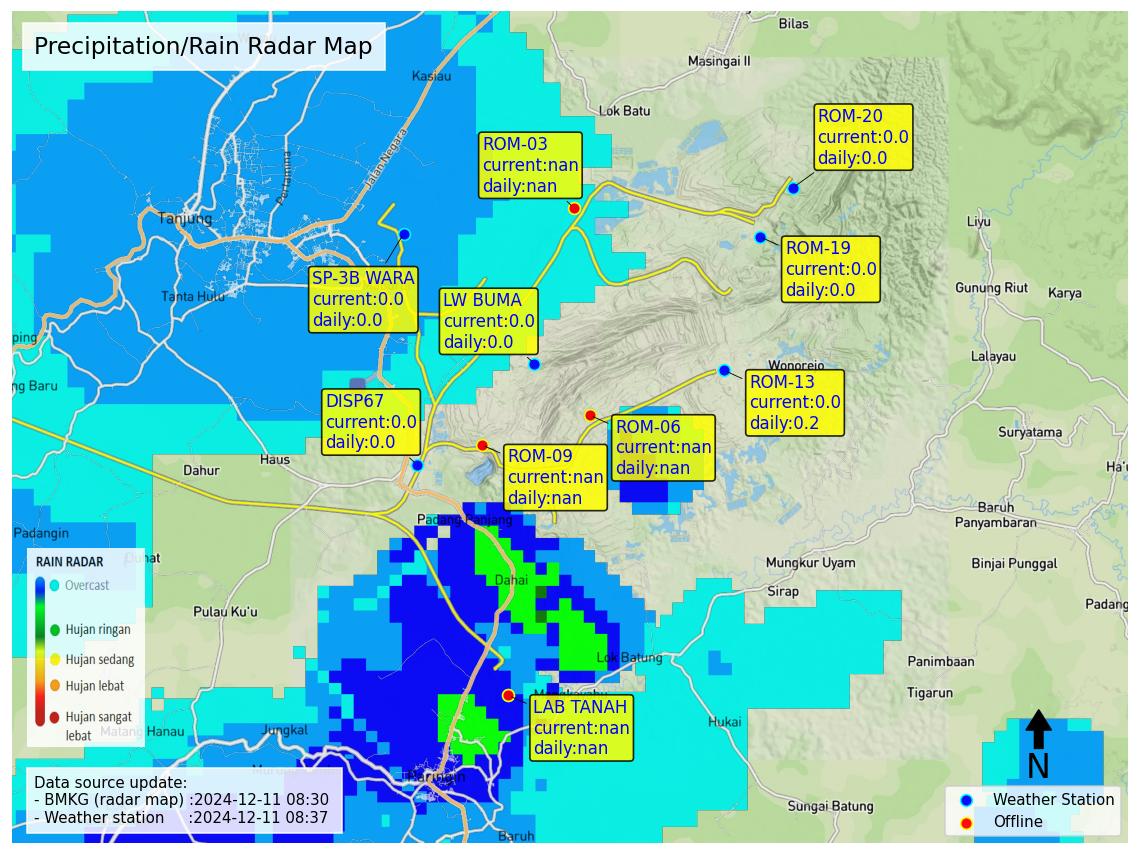 Precipitation/Rain Radar Map
Bilas
Masingai II
Kasiau
Lok Batu
ROM-20
current:0.0
daily:0.0
ROM-03
current:nan
daily:nan
Jalan Negara
Pertamina
Tanjung
Liyu
ROM-19
current:0.0
daily:0.0
SP-3B WARA
current:0.0
daily:0.0
LW BUMA
current:0.0
daily:0.0
Tanta Hulu
Gunung Riut
Karya
ping
Lalayau
Wonorejo
ng Baru
ROM-13
current:0.0
daily:0.2
DISP67
current:0.0
daily:0.0
ROM-06
current:nan
daily:nan
Suryatama
ROM-09
current:nan
daily:nan
Haus
Dahur
Ha'u
Baruh
Panyambaran
Padang Panjang
Padangin
Mungkur Uyam
Binjai Punggal
RAIN RADAR
Overcast
Hujan ringan
Hujan sedang
Hujan lebat
Hujan sangat
lebat
Dahai
Sirap
Padang
Pulau Ku'u
Lok Batung
Panimbaan
Tigarun
LAB TANAH
current:nan
daily:nan
Hukai
Matang Hanau
Jungkal
N
Paringin
Data source update:
- BMKG (radar map) :2024-12-11 08:30
- Weather station :2024-12-11 08:37
Sungai Batung
Baruh
Weather Station
Offline